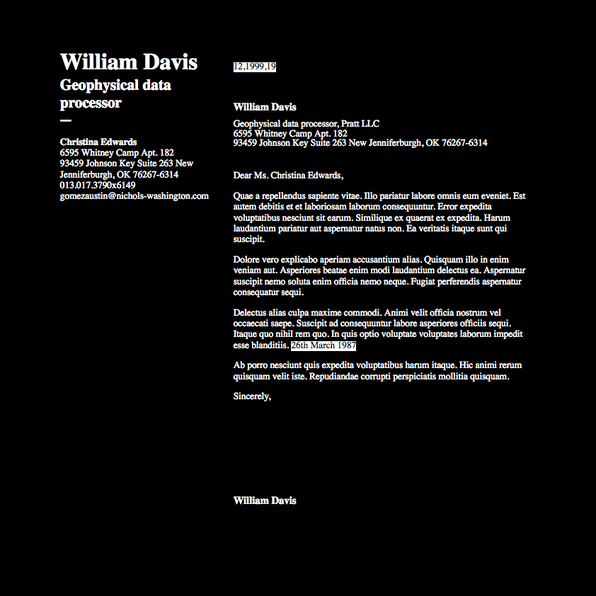 William Davis
Geophysical data
processor
—
Christina Edwards
6595 Whitney Camp Apt. 182
93459 Johnson Key Suite 263 New
Jenniferburgh, OK 76267-6314
013.017.3790x6149
gomezaustin@nichols-washington.com
12,1999,19
William Davis
Geophysical data processor, Pratt LLC
6595 Whitney Camp Apt. 182
93459 Johnson Key Suite 263 New Jenniferburgh, OK 76267-6314
Dear Ms. Christina Edwards,
Quae a repellendus sapiente vitae. Illo pariatur labore omnis eum eveniet. Est
autem debitis et et laboriosam laborum consequuntur. Error expedita
voluptatibus nesciunt sit earum. Similique ex quaerat ex expedita. Harum
laudantium pariatur aut aspernatur natus non. Ea veritatis itaque sunt qui
suscipit.
Dolore vero explicabo aperiam accusantium alias. Quisquam illo in enim
veniam aut. Asperiores beatae enim modi laudantium delectus ea. Aspernatur
suscipit nemo soluta enim officia nemo neque. Fugiat perferendis aspernatur
consequatur sequi.
Delectus alias culpa maxime commodi. Animi velit officia nostrum vel
occaecati saepe. Suscipit ad consequuntur labore asperiores officiis sequi.
Itaque quo nihil rem quo. In quis optio voluptate voluptates laborum impedit
esse blanditiis. 26th March 1987
Ab porro nesciunt quis expedita voluptatibus harum itaque. Hic animi rerum
quisquam velit iste. Repudiandae corrupti perspiciatis mollitia quisquam.
Sincerely,
William Davis